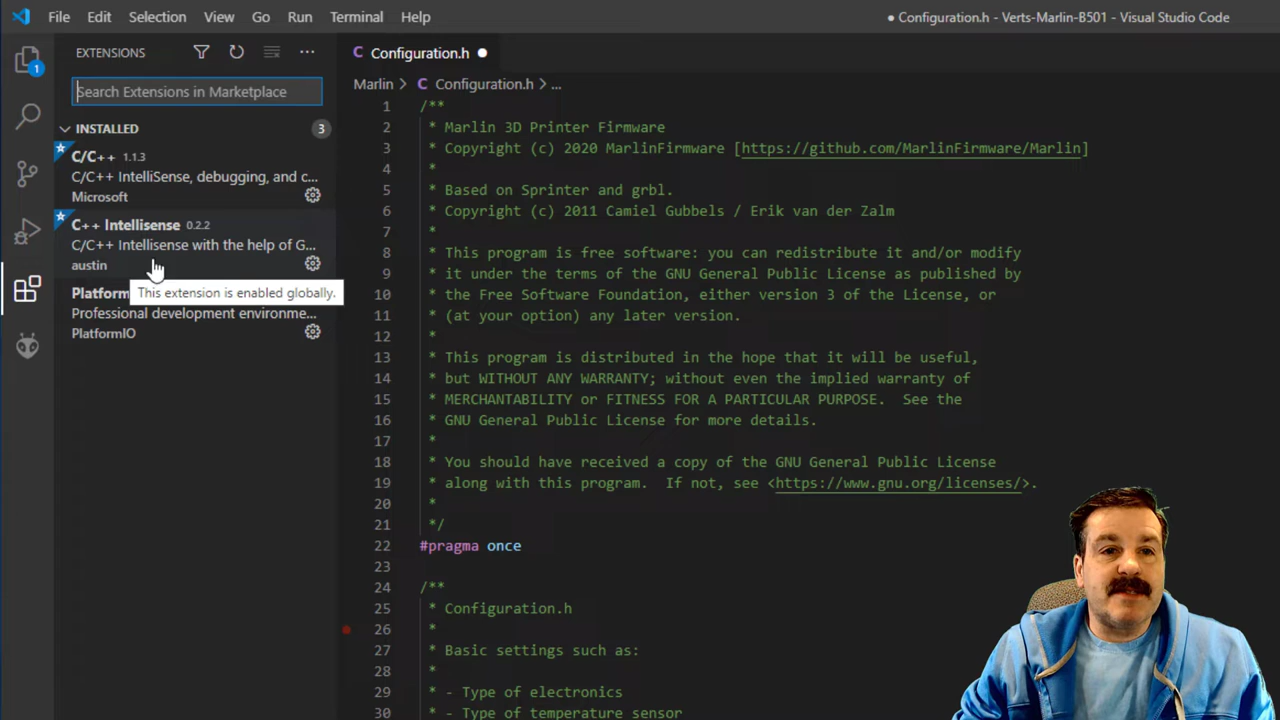 File Edit Selection View Go Run Terminal Help
● Configuration.h - Verts-Marlin-B501 - Visual Studio Code
1
EXTENSIONS
Search Extensions in Marketplace
INSTALLED 3
C/C++ 1.1.3
C/C++ IntelliSense, debugging, and c...
Microsoft
C++ Intellisense 0.2.2
C/C++ Intellisense with the help of G...
austin
Platform
This extension is enabled globally.
Professional development environme...
PlatformIO
C Configuration.h ●
Marlin > C Configuration.h > ...
1 /**
2 * Marlin 3D Printer Firmware
3 * Copyright (c) 2020 MarlinFirmware [https://github.com/MarlinFirmware/Marlin]
4 *
5 * Based on Sprinter and grbl.
6 * Copyright (c) 2011 Camiel Gubbels / Erik van der Zalm
7 *
8 * This program is free software: you can redistribute it and/or modify
9 * it under the terms of the GNU General Public License as published by
10 * the Free Software Foundation, either version 3 of the License, or
11 * (at your option) any later version.
12 *
13 * This program is distributed in the hope that it will be useful,
14 * but WITHOUT ANY WARRANTY; without even the implied warranty of
15 * MERCHANTABILITY or FITNESS FOR A PARTICULAR PURPOSE.  See the
16 * GNU General Public License for more details.
17 *
18 * You should have received a copy of the GNU General Public License
19 * along with this program.  If not, see <https://www.gnu.org/licenses/>.
20 *
21 */
22 #pragma once
23
24 /**
25 * Configuration.h
26 *
27 * Basic settings such as:
28 *
29 * - Type of electronics
30 * - Type of temperature sensor